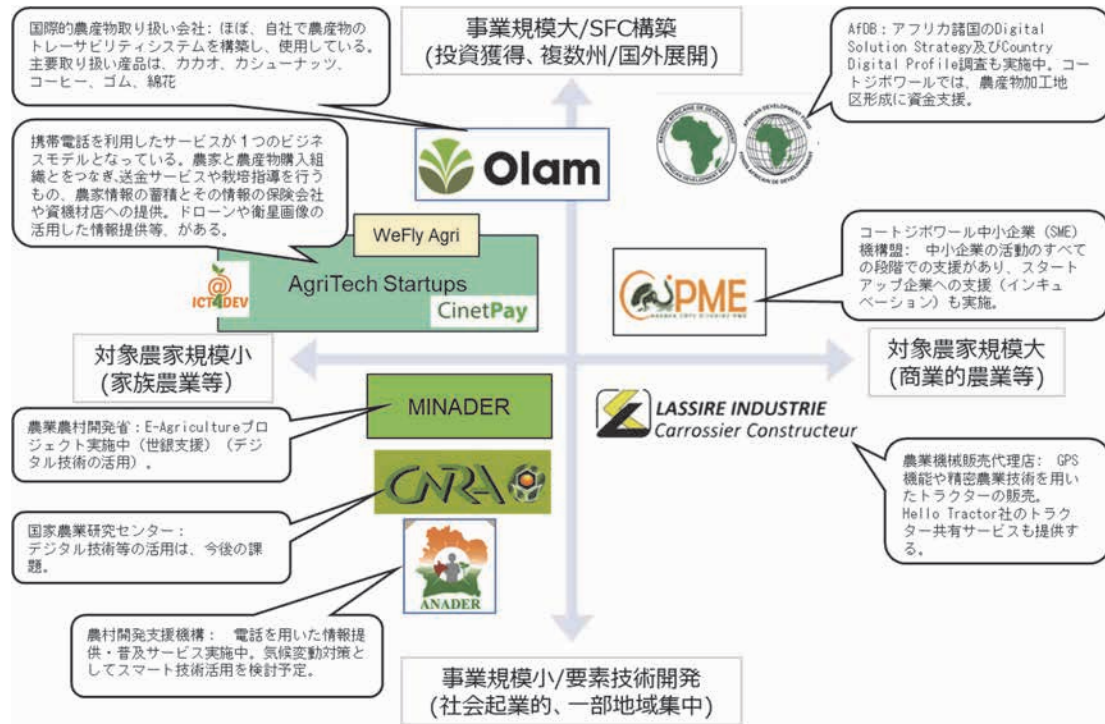 国際的農産物取り扱い会社: ほぼ、自社で農産物の
トレーサビリティシステムを構築し、使用している。
主要取り扱い産品は、カカオ、カシューナッツ、
コーヒー、ゴム、綿花
事業規模大/SFC構築
(投資獲得、複数州/国外展開)
AfDB：アフリカ諸国のDigital
Solution Strategy及びCountry
Digital Profile調査も実施中。コー
トジボワールでは、農産物加工地
区形成に資金支援。
携帯電話を利用したサービスが１つのビジネ
スモデルとなっている。農家と農産物購入組
織とをつなぎ、送金サービスや栽培指導を行う
もの、農家情報の蓄積とその情報の保険会社
や資機材店への提供。ドローンや衛星画像の
活用した情報提供等、がある。
Olam
WeFly Agri
AgriTech Startups
ICT4DEV
CinetPay
コートジボワール中小企業（SME）
機構盟： 中小企業の活動のすべて
の段階での支援があり、スタート
アップ企業への支援（インキュ
ベーション）も実施。
CiPME
対象農家規模小
(家族農業等）
対象農家規模大
(商業的農業等)
MINADER
農業農村開発省：E-Agricultureプロ
ジェクト実施中（世銀支援）（デジ
タル技術の活用）。
LASSIRE INDUSTRIE
Carrossier Constructeur
CNRA
農業機械販売代理店： GPS
機能や精密農業技術を用い
たトラクターの販売。
Hello Tractor社のトラク
ター共有サービスも提供す
る。
国家農業研究センター：
デジタル技術等の活用は、今後の課
題。
ANADER
農村開発支援機構： 電話を用いた情報提
供・普及サービス実施中。気候変動対策と
してスマート技術活用を検討予定。
事業規模小/要素技術開発
(社会起業的、一部地域集中)